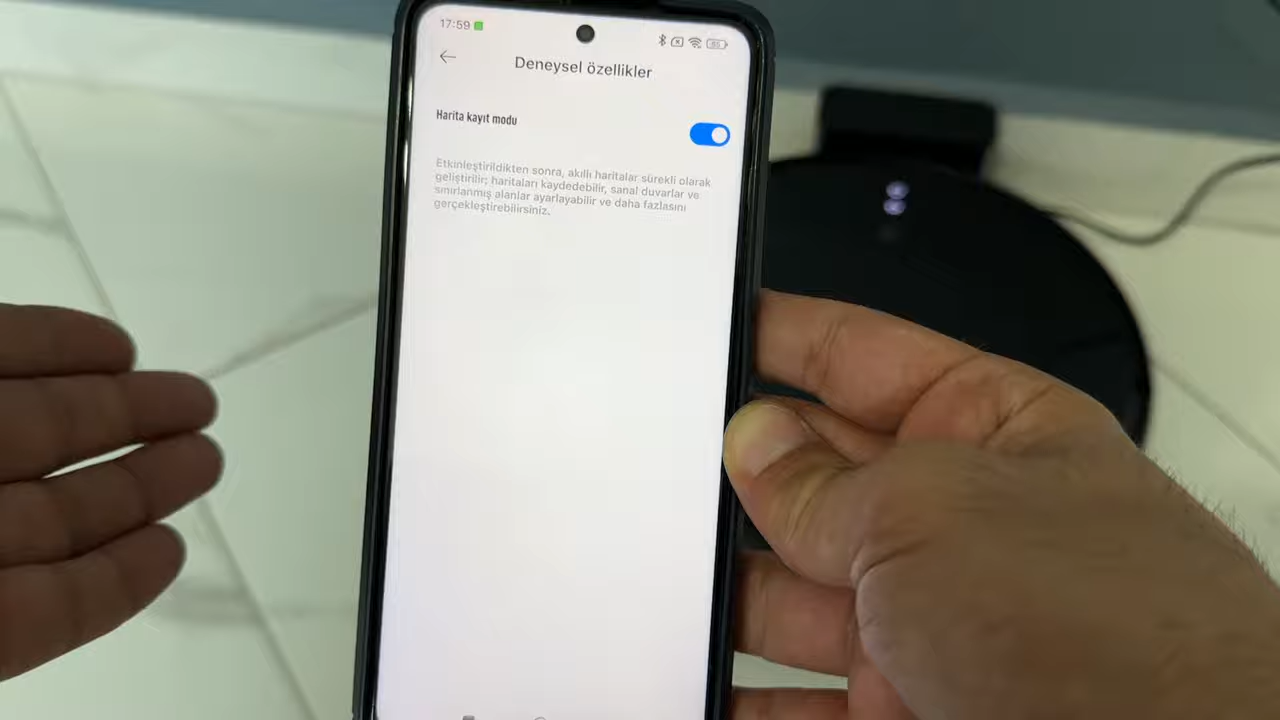 17:59
Deneysel özellikler
Harita kayıt modu
Etkinleştirildikten sonra, akıllı haritalar sürekli olarak
geliştirilir; haritaları kaydedebilir, sanal duvarlar ve
sınırlanmış alanlar ayarlayabilir ve daha fazlasını
gerçekleştirebilirsiniz.